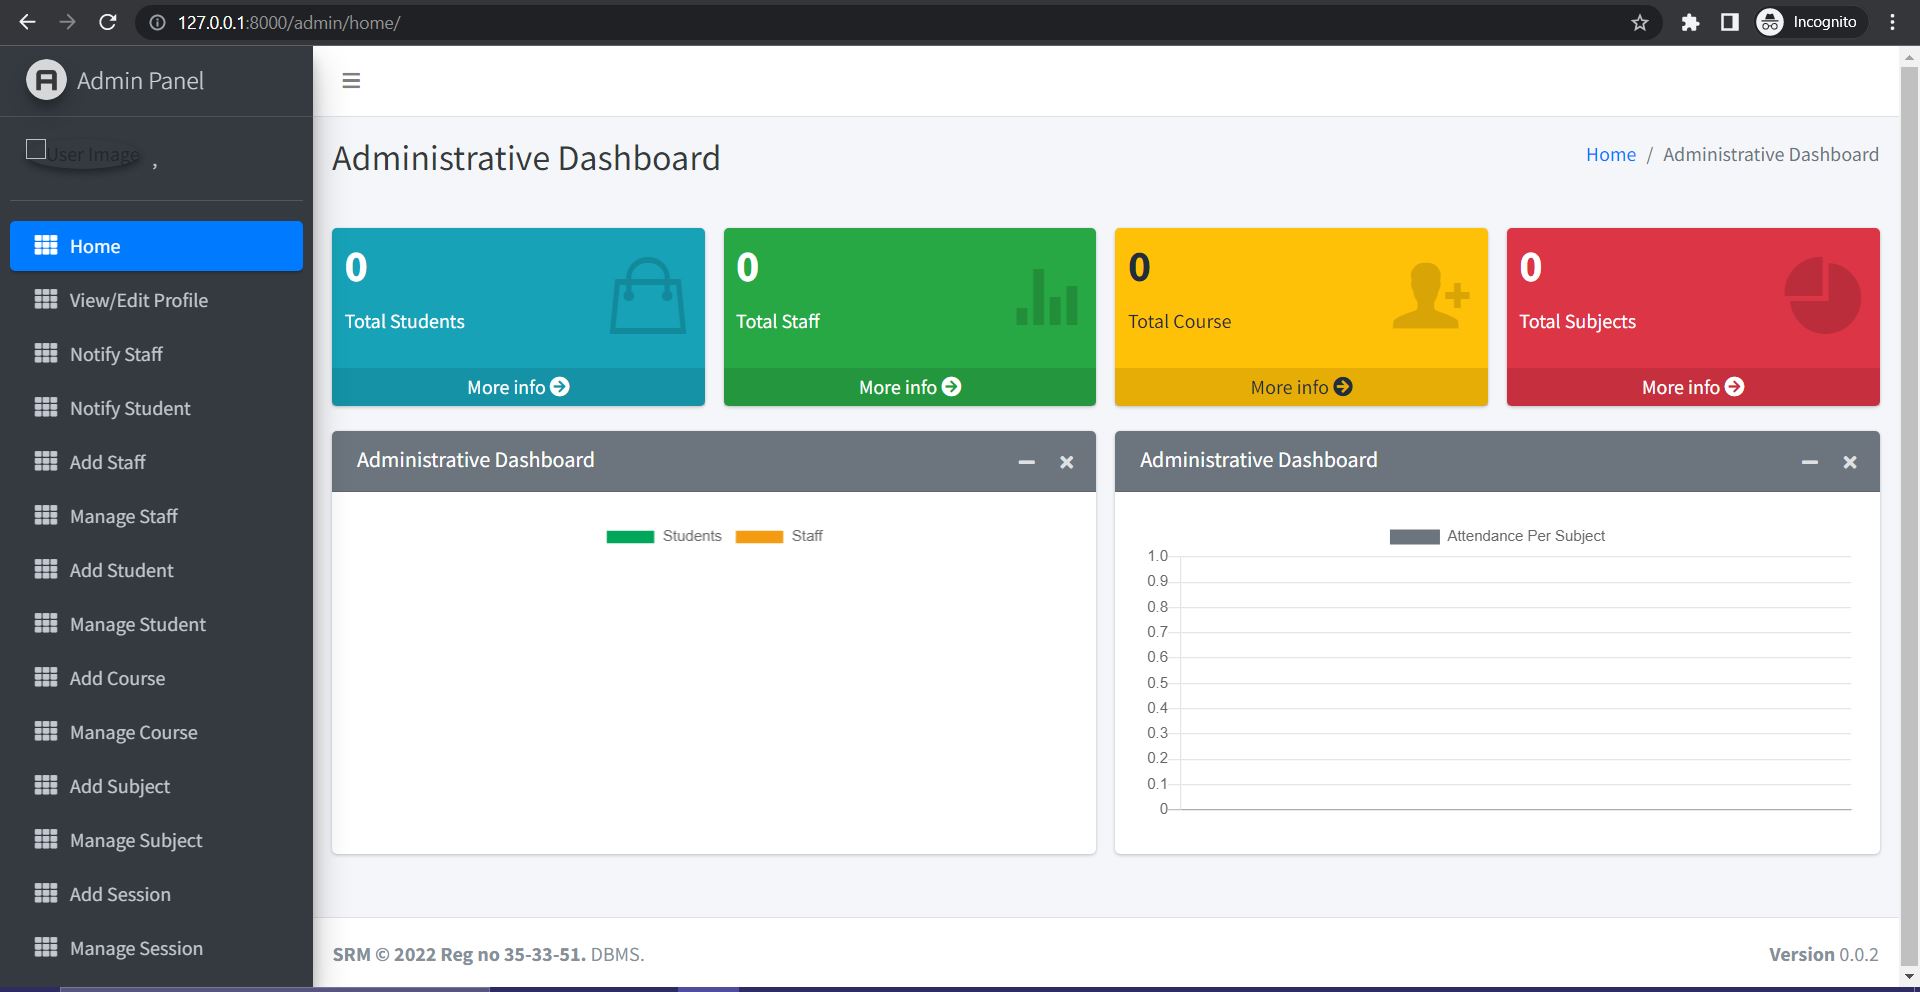 127.0.0.1:8000/admin/home/
Incognito
Admin Panel
User Image ,
Home
View/Edit Profile
Notify Staff
Notify Student
Add Staff
Manage Staff
Add Student
Manage Student
Add Course
Manage Course
Add Subject
Manage Subject
Add Session
Manage Session
Administrative Dashboard
Home / Administrative Dashboard
0
Total Students
More info
0
Total Staff
More info
0
Total Course
More info
0
Total Subjects
More info
Administrative Dashboard
Students Staff
Administrative Dashboard
Attendance Per Subject
1.0
0.9
0.8
0.7
0.6
0.5
0.4
0.3
0.2
0.1
0
SRM © 2022 Reg no 35-33-51. DBMS.
Version 0.0.2